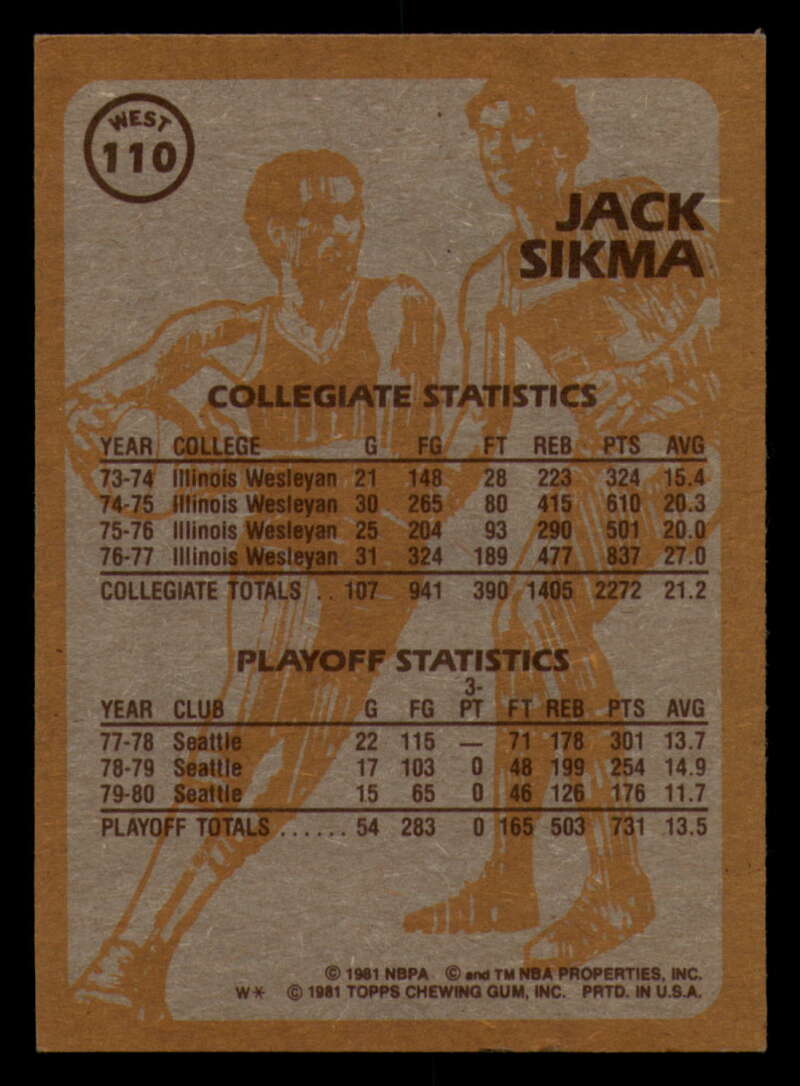 WEST
110
JACK
SIKMA
COLLEGIATE STATISTICS
YEAR COLLEGE G FG FT REB PTS AVG
73-74 Illinois Wesleyan 21 148 28 223 324 15.4
74-75 Illinois Wesleyan 30 265 80 415 610 20.3
75-76 Illinois Wesleyan 25 204 93 290 501 20.0
76-77 Illinois Wesleyan 31 324 189 477 837 27.0
COLLEGIATE TOTALS .. 107 941 390 1405 2272 21.2
PLAYOFF STATISTICS
3-
YEAR CLUB G FG PT FT REB PTS AVG
77-78 Seattle 22 115 — 71 178 301 13.7
78-79 Seattle 17 103 0 48 199 254 14.9
79-80 Seattle 15 65 0 46 126 176 11.7
PLAYOFF TOTALS ...... 54 283 0 165 503 731 13.5
© 1981 NBPA © and TM NBA PROPERTIES, INC.
W* © 1981 TOPPS CHEWING GUM, INC. PRTD. IN U.S.A.